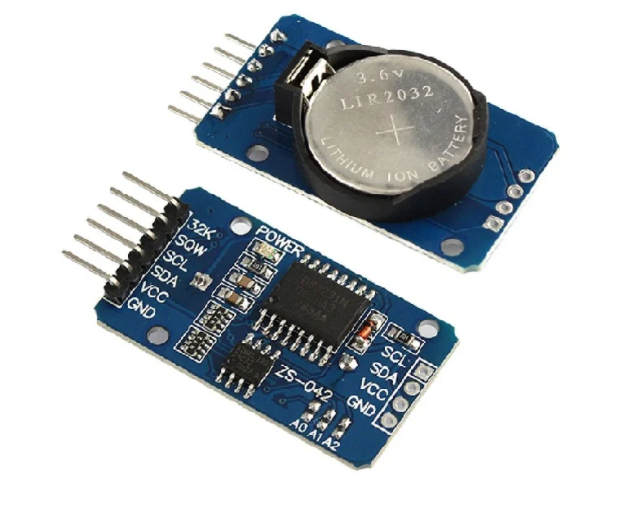 3.6V
LIR2032
LITHIUM ION BATTERY
32K
SQW
SCL
SDA
VCC
GND
POWER
ZS-042
A0 A1 A2
SCL
SDA
VCC
GND